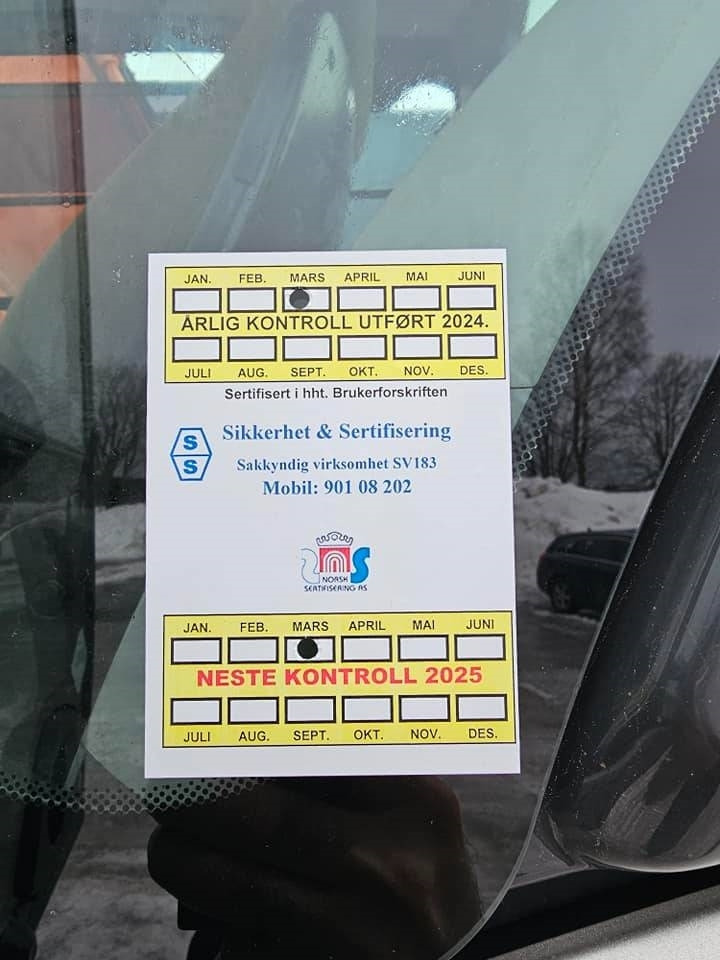 JAN. FEB. MARS APRIL MAI JUNI
ÅRLIG KONTROLL UTFØRT 2024.
JULI AUG. SEPT. OKT. NOV. DES.
Sertifisert i hht. Brukerforskriften
S
S
Sikkerhet & Sertifisering
Sakkyndig virksomhet SV183
Mobil: 901 08 202
NORSK
SERTIFISERING AS
JAN. FEB. MARS APRIL MAI JUNI
NESTE KONTROLL 2025
JULI AUG. SEPT. OKT. NOV. DES.